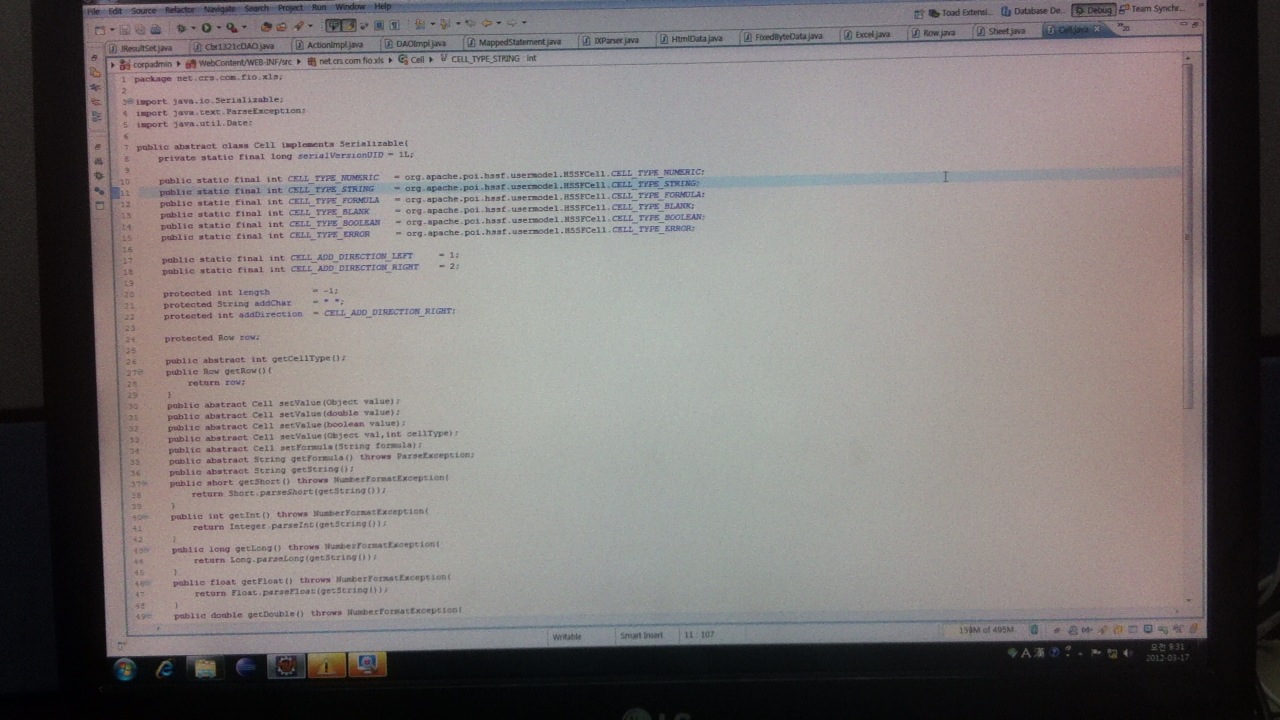 File Edit Source Refactor Navigate Search Project Run Window Help
Toad Extensi... Database De... Debug Team Synchr...
JResultSet.java Cbr1321cDAO.java ActionImpl.java DAOImpl.java MappedStatement.java IXParser.java HtmlData.java FixedByteData.java Excel.java Row.java Sheet.java Cell.java
corpadmin WebContent/WEB-INF/src net.crs.com.fio.xls Cell CELL_TYPE_STRING : int
1 package net.crs.com.fio.xls;
2
3 import java.io.Serializable;
4 import java.text.ParseException;
5 import java.util.Date;
6
7 public abstract class Cell implements Serializable{
8 private static final long serialVersionUID = 1L;
9
10 public static final int CELL_TYPE_NUMERIC = org.apache.poi.hssf.usermodel.HSSFCell.CELL_TYPE_NUMERIC;
11 public static final int CELL_TYPE_STRING = org.apache.poi.hssf.usermodel.HSSFCell.CELL_TYPE_STRING;
12 public static final int CELL_TYPE_FORMULA = org.apache.poi.hssf.usermodel.HSSFCell.CELL_TYPE_FORMULA;
13 public static final int CELL_TYPE_BLANK = org.apache.poi.hssf.usermodel.HSSFCell.CELL_TYPE_BLANK;
14 public static final int CELL_TYPE_BOOLEAN = org.apache.poi.hssf.usermodel.HSSFCell.CELL_TYPE_BOOLEAN;
15 public static final int CELL_TYPE_ERROR = org.apache.poi.hssf.usermodel.HSSFCell.CELL_TYPE_ERROR;
16
17 public static final int CELL_ADD_DIRECTION_LEFT = 1;
18 public static final int CELL_ADD_DIRECTION_RIGHT = 2;
19
20 protected int length = -1;
21 protected String addChar = " ";
22 protected int addDirection = CELL_ADD_DIRECTION_RIGHT;
23
24 protected Row row;
25
26 public abstract int getCellType();
27 public Row getRow(){
28 return row;
29 }
30 public abstract Cell setValue(Object value);
31 public abstract Cell setValue(double value);
32 public abstract Cell setValue(boolean value);
33 public abstract Cell setValue(Object val,int cellType);
34 public abstract Cell setFormula(String formula);
35 public abstract String getFormula() throws ParseException;
36 public abstract String getString();
37 public short getShort() throws NumberFormatException{
38 return Short.parseShort(getString());
39 }
40 public int getInt() throws NumberFormatException{
41 return Integer.parseInt(getString());
42 }
43 public long getLong() throws NumberFormatException{
44 return Long.parseLong(getString());
45 }
46 public float getFloat() throws NumberFormatException{
47 return Float.parseFloat(getString());
48 }
49 public double getDouble() throws NumberFormatException{
Writable Smart Insert 11 : 107 159M of 495M
A 漢 오전 9:31
2012-03-17
LG